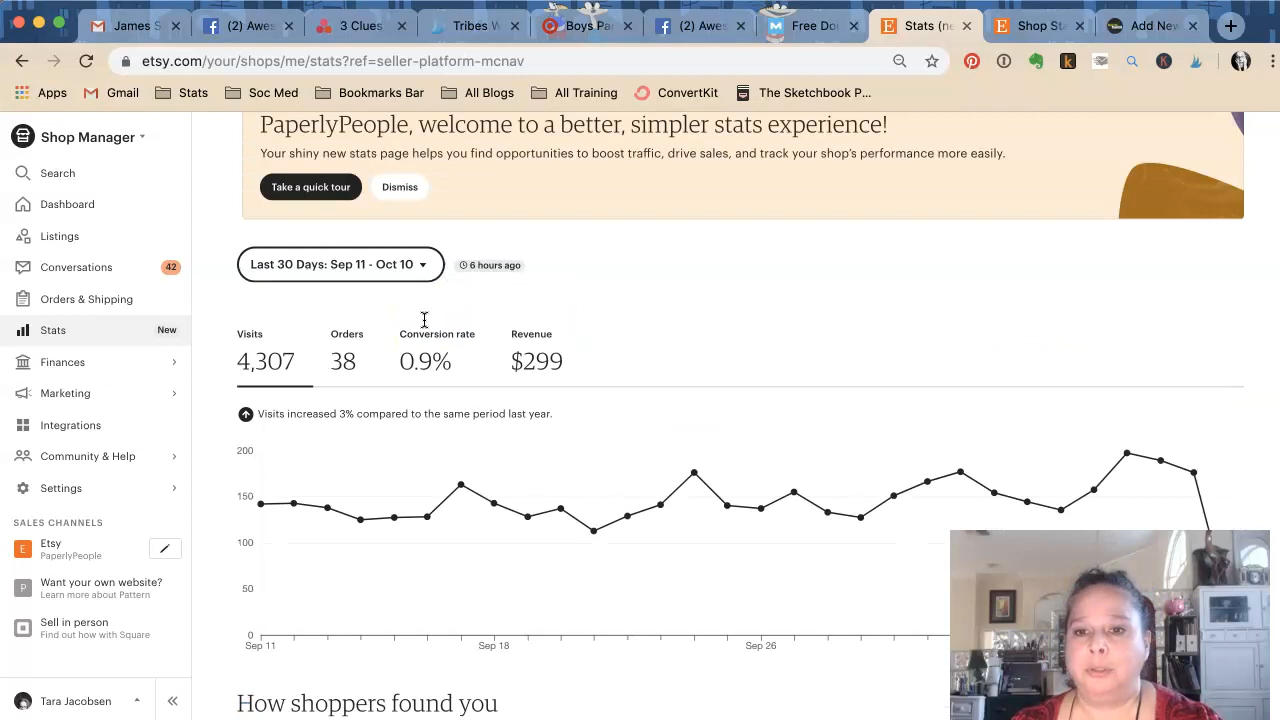 James S
(2) Awes
3 Clues
Tribes W
Boys Pa
(2) Awes
Free Do
Stats (ne
Shop Sta
Add New
etsy.com/your/shops/me/stats?ref=seller-platform-mcnav
Apps
Gmail
Stats
Soc Med
Bookmarks Bar
All Blogs
All Training
ConvertKit
The Sketchbook P...
Shop Manager
Search
Dashboard
Listings
Conversations 42
Orders & Shipping
Stats New
Finances
Marketing
Integrations
Community & Help
Settings
SALES CHANNELS
E
Etsy
PaperlyPeople
P
Want your own website?
Learn more about Pattern
Sell in person
Find out how with Square
Tara Jacobsen
PaperlyPeople, welcome to a better, simpler stats experience!
Your shiny new stats page helps you find opportunities to boost traffic, drive sales, and track your shop's performance more easily.
Take a quick tour
Dismiss
Last 30 Days: Sep 11 - Oct 10
6 hours ago
Visits
4,307
Orders
38
Conversion rate
0.9%
Revenue
$299
Visits increased 3% compared to the same period last year.
200
150
100
50
0
Sep 11
Sep 18
Sep 26
How shoppers found you